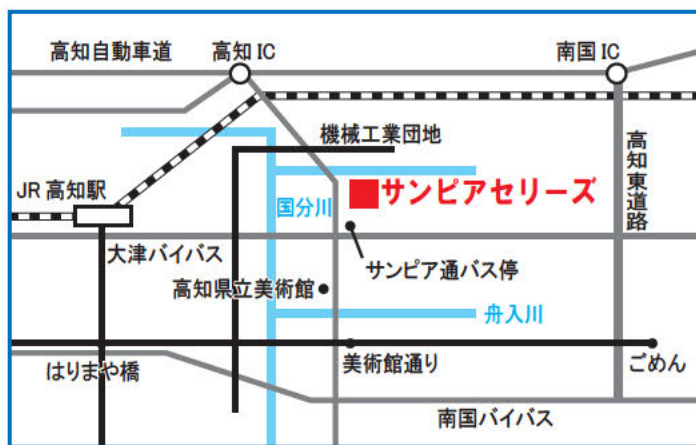 高知自動車道
高知 IC
南国 IC
機械工業団地
高知東道路
JR 高知駅
国分川
サンピアセリーズ
大津バイパス
サンピア通バス停
高知県立美術館
舟入川
はりまや橋
美術館通り
ごめん
南国バイパス